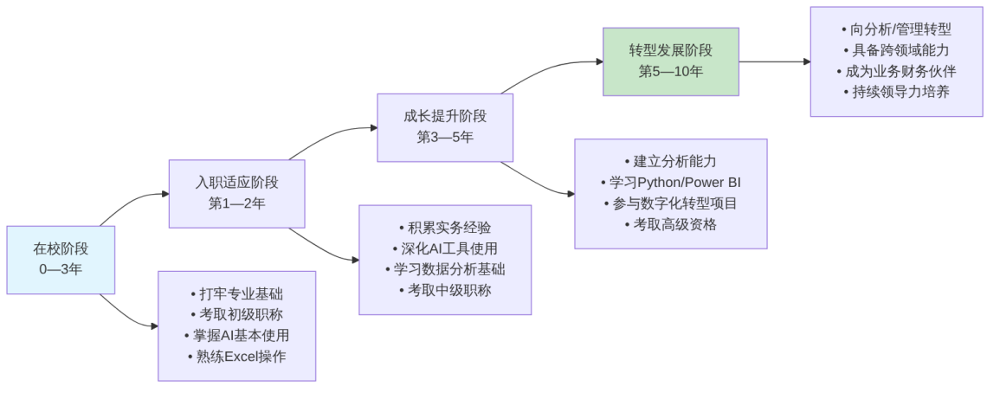 在校阶段
0—3年
• 打牢专业基础
• 考取初级职称
• 掌握AI基本使用
• 熟练Excel操作
入职适应阶段
第1—2年
• 积累实务经验
• 深化AI工具使用
• 学习数据分析基础
• 考取中级职称
成长提升阶段
第3—5年
• 建立分析能力
• 学习Python/Power BI
• 参与数字化转型项目
• 考取高级资格
转型发展阶段
第5—10年
• 向分析/管理转型
• 具备跨领域能力
• 成为业务财务伙伴
• 持续领导力培养